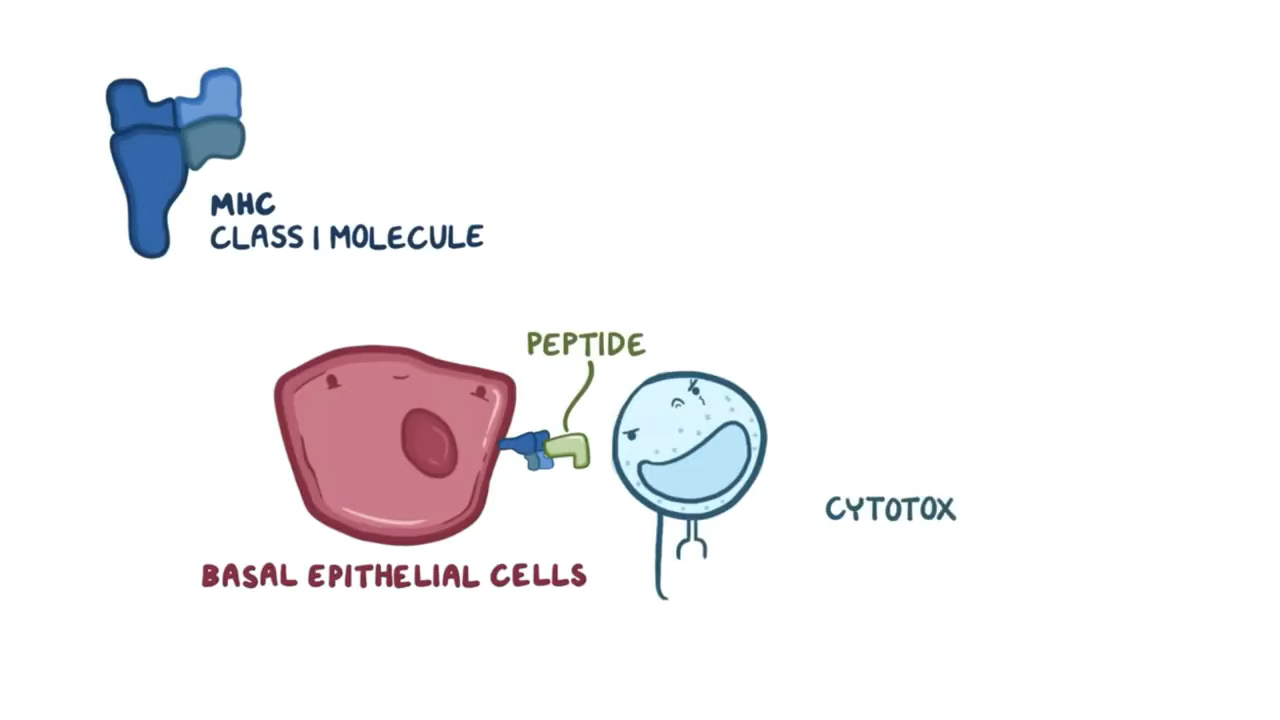 MHC
CLASS I MOLECULE
PEPTIDE
CYTOTOX
BASAL EPITHELIAL CELLS